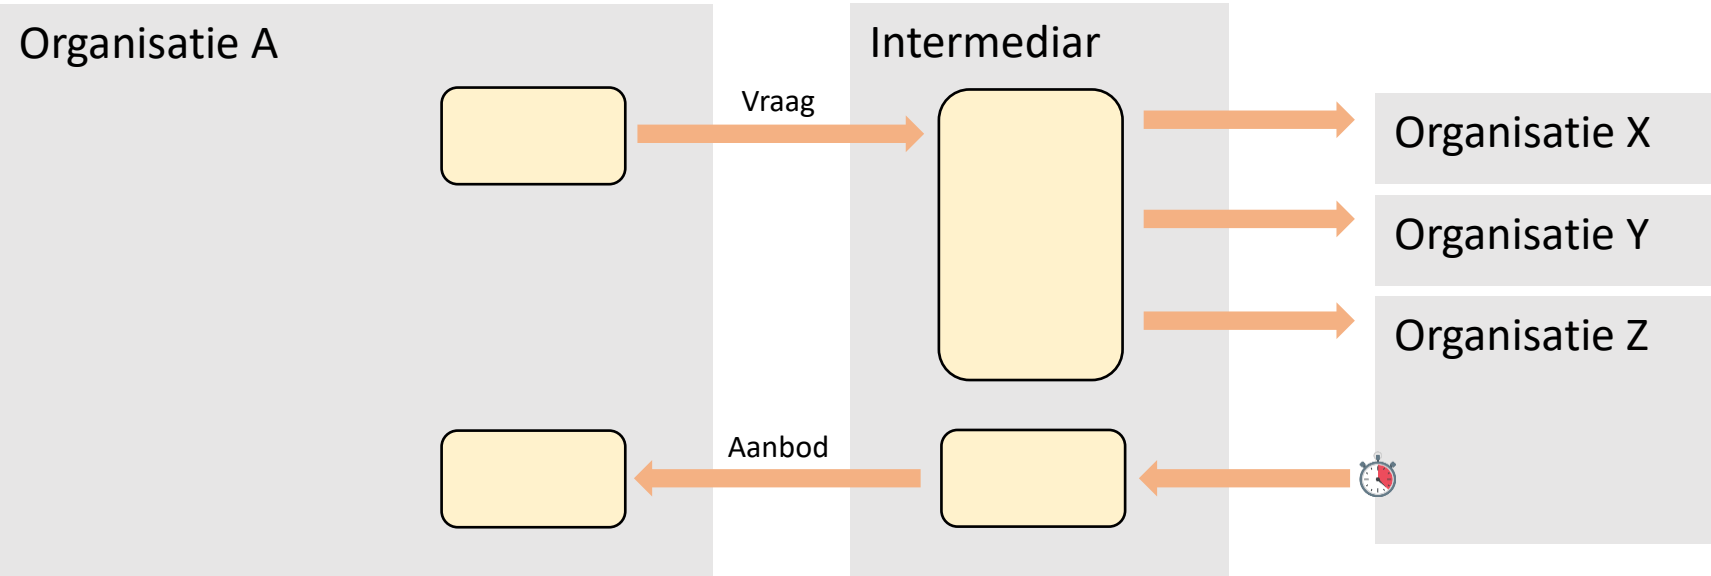 Organisatie A
Intermediar
Vraag
Organisatie X
Organisatie Y
Organisatie Z
Aanbod